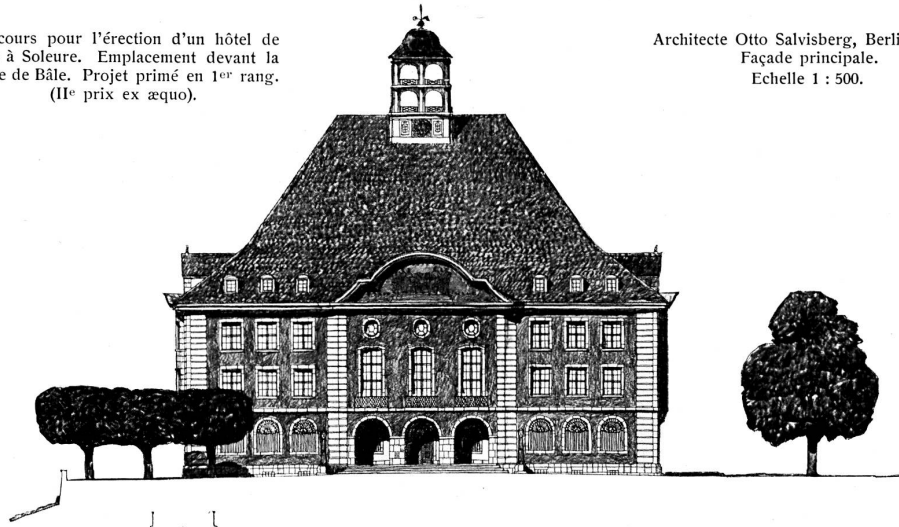 cours pour l'érection d'un hôtel de
à Soleure. Emplacement devant la
e de Bâle. Projet primé en 1er rang.
(IIe prix ex æquo).
Architecte Otto Salvisberg, Berli
Façade principale.
Echelle 1 : 500.